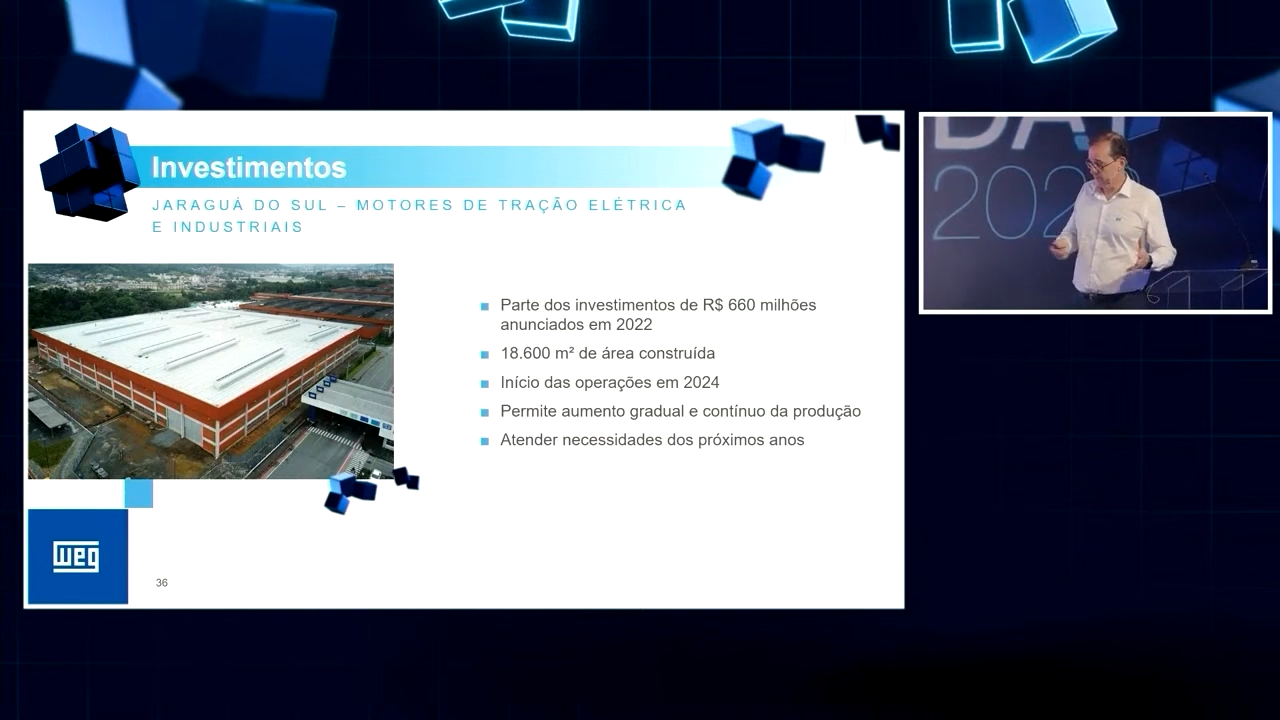 Investimentos
JARAGUÁ DO SUL – MOTORES DE TRAÇÃO ELÉTRICA
E INDUSTRIAIS
Parte dos investimentos de R$ 660 milhões
anunciados em 2022
18.600 m² de área construída
Início das operações em 2024
Permite aumento gradual e contínuo da produção
Atender necessidades dos próximos anos
weg
36
DAY